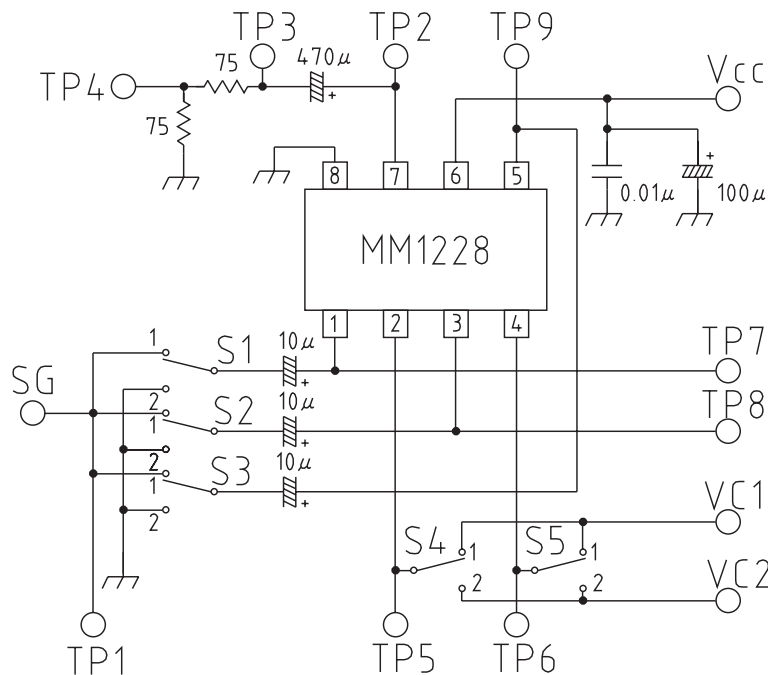 TP3 TP2 TP9
TP4 75 470μ + Vcc
75
+
0.01μ 100μ
8 7 6 5
MM1228
1 2 3 4
1 S1 10μ + TP7
SG
2
1 S2 10μ + TP8
2
1 S3 10μ +
2
VC1
S4 1 S5 1
2 2
VC2
TP1 TP5 TP6